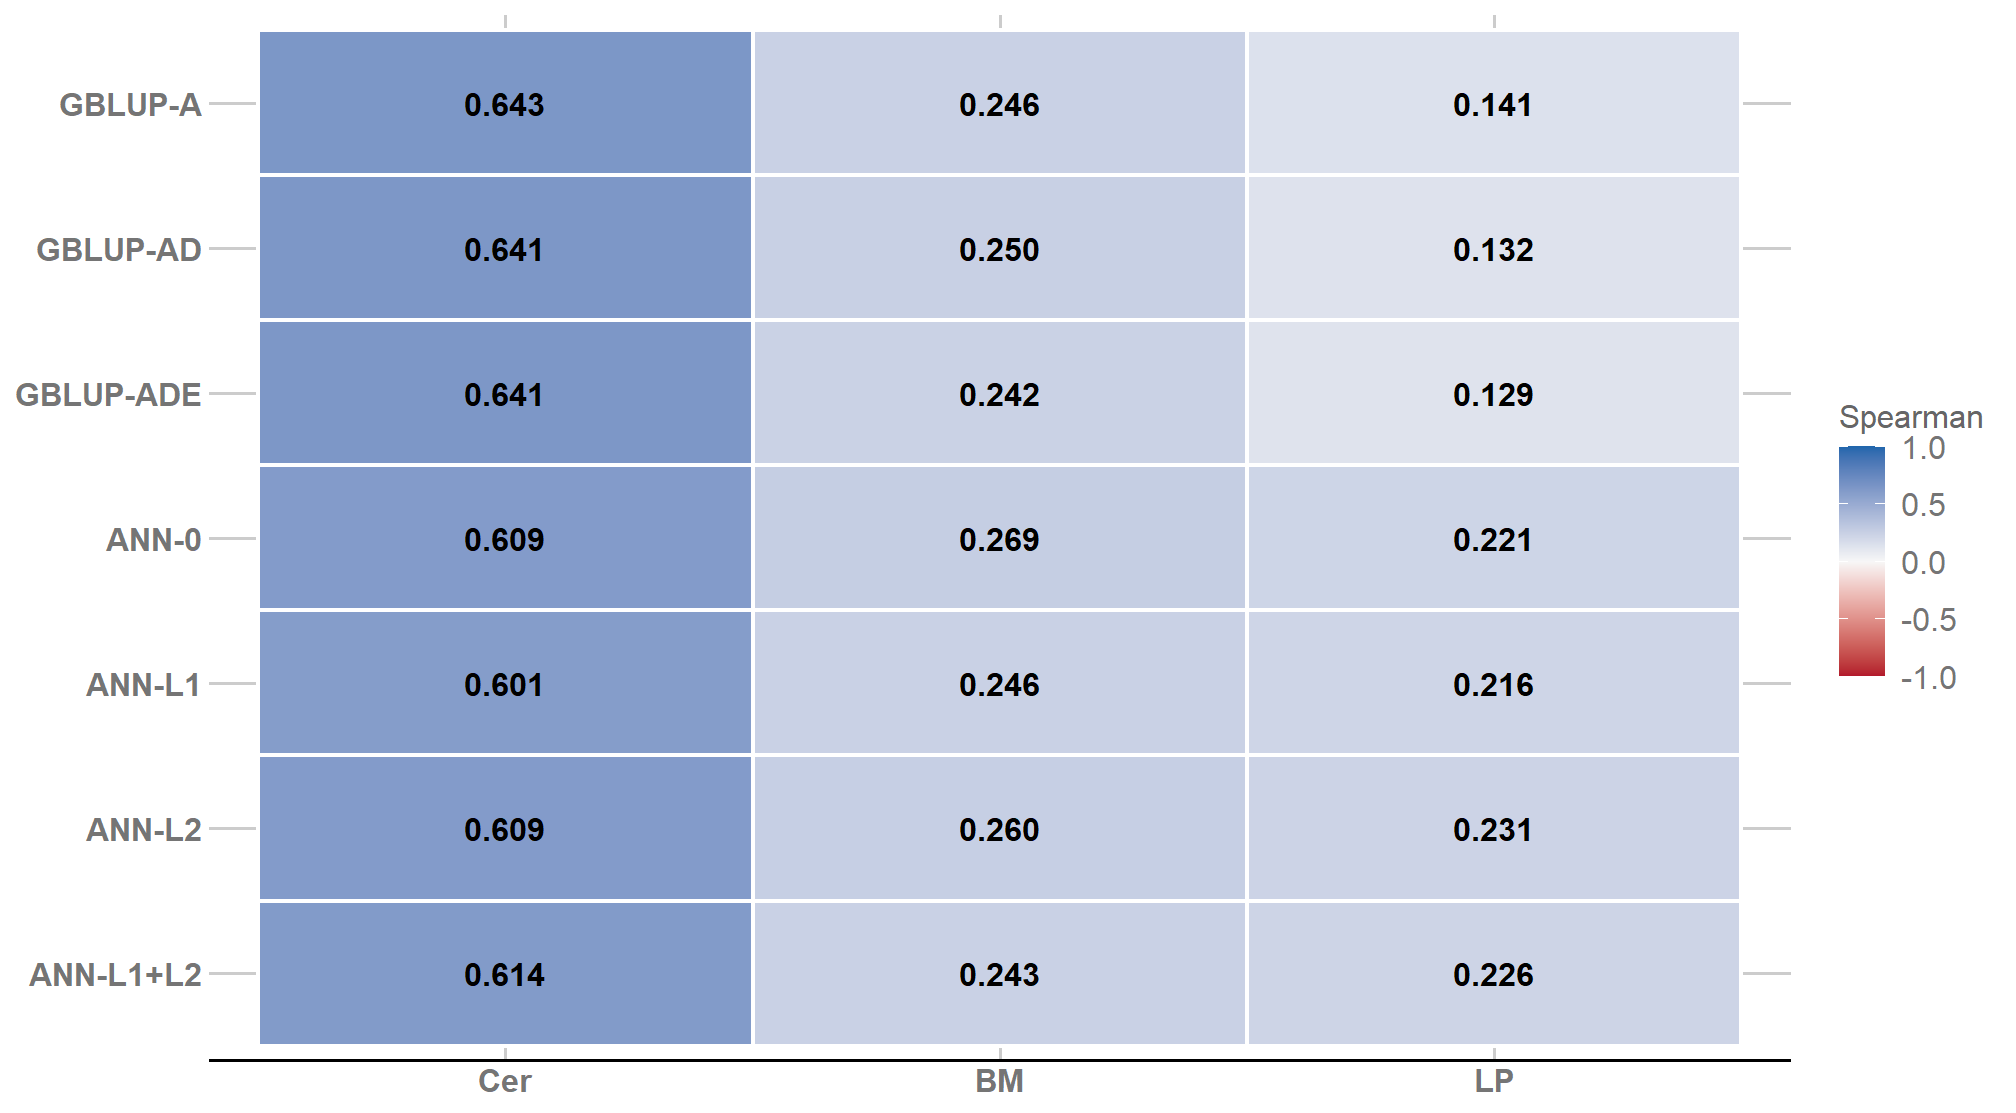 GBLUP-A 0.643 0.246 0.141
GBLUP-AD 0.641 0.250 0.132
GBLUP-ADE 0.641 0.242 0.129
ANN-0 0.609 0.269 0.221
ANN-L1 0.601 0.246 0.216
ANN-L2 0.609 0.260 0.231
ANN-L1+L2 0.614 0.243 0.226
Cer BM LP
Spearman
1.0
0.5
0.0
-0.5
-1.0